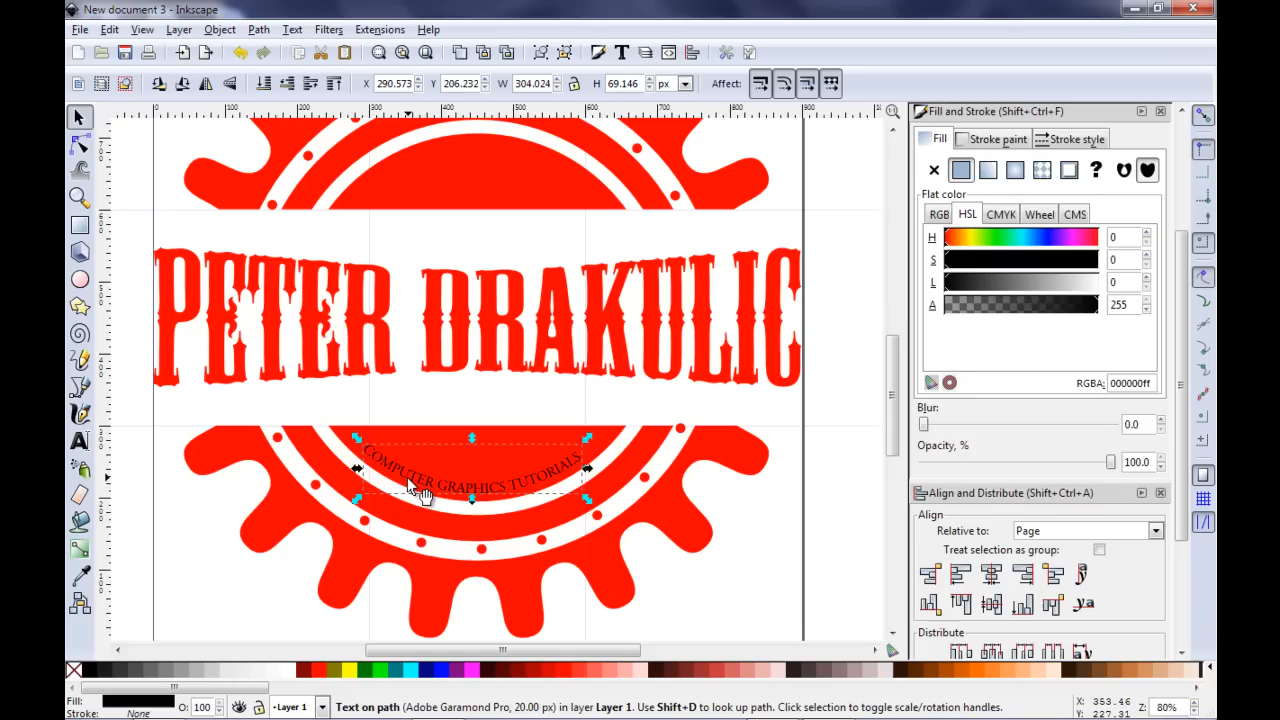 New document 3 - Inkscape
File Edit View Layer Object Path Text Filters Extensions Help
X 290.573 Y 206.232 W 304.024 H 69.146 px Affect:
Fill and Stroke (Shift+Ctrl+F)
Fill Stroke paint Stroke style
Flat color
RGB HSL CMYK Wheel CMS
H 0
S 0
L 0
A 255
RGBA: 000000ff
Blur:
0.0
Opacity, %
100.0
PETER DRAKULIC
COMPUTER GRAPHICS TUTORIALS
Align and Distribute (Shift+Ctrl+A)
Align
Relative to: Page
Treat selection as group:
Distribute
Fill:
Stroke: None
O: 100
Layer 1
Text on path (Adobe Garamond Pro, 20.00 px) in layer Layer 1. Use Shift+D to look up path. Click selection to toggle scale/rotation handles.
X: 353.46
Y: 227.31
Z: 80%